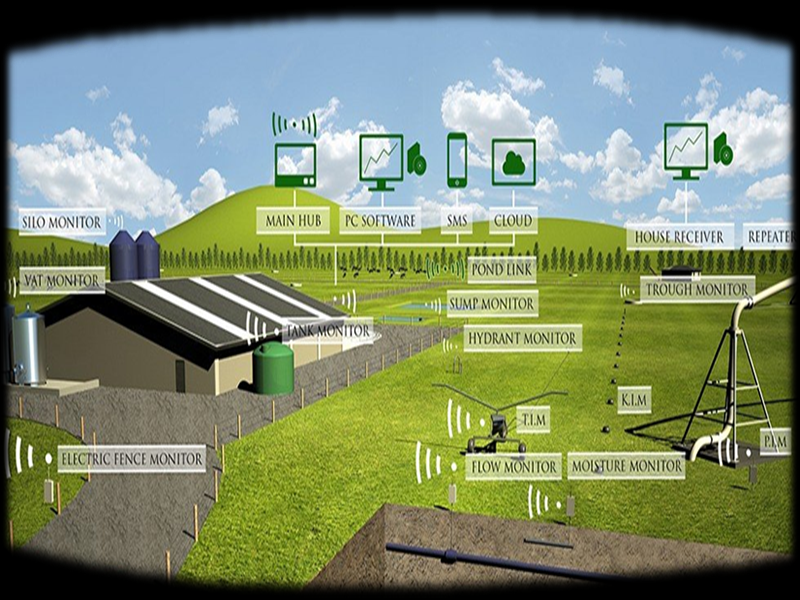 MAIN HUB
PC SOFTWARE
SMS
CLOUD
SILO MONITOR
HOUSE RECEIVER
REPEATER
VAT MONITOR
POND LINK
TROUGH MONITOR
SUMP MONITOR
TANK MONITOR
HYDRANT MONITOR
K.I.M
T.I.M
P.I.M
ELECTRIC FENCE MONITOR
FLOW MONITOR
MOISTURE MONITOR